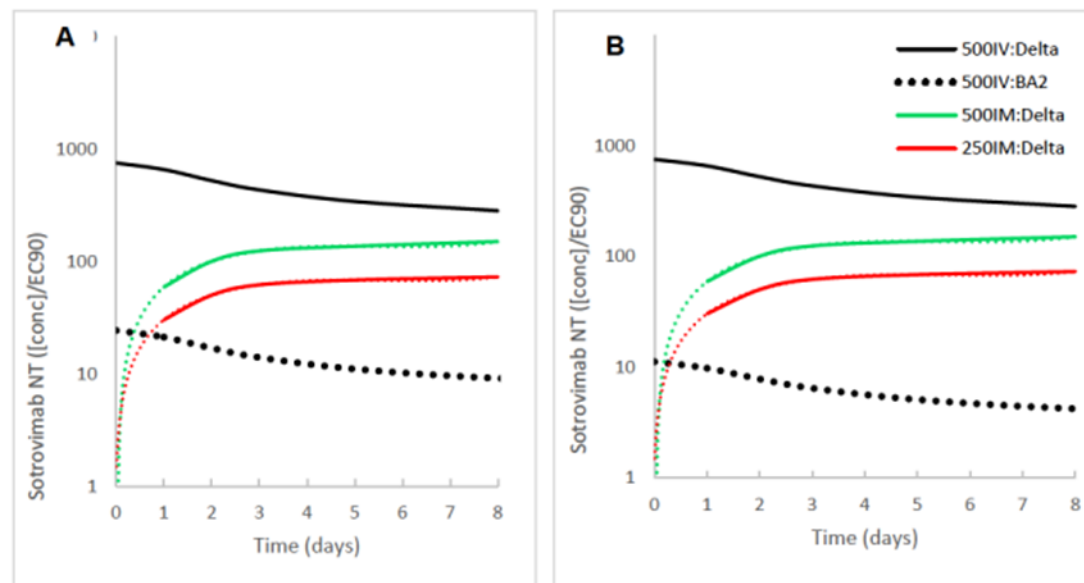 A
Sotrovimab NT ([conc]/EC90)
1000
100
10
1
0 1 2 3 4 5 6 7 8
Time (days)
B
500IV:Delta
500IV:BA2
500IM:Delta
250IM:Delta
Sotrovimab NT ([conc]/EC90)
1000
100
10
1
0 1 2 3 4 5 6 7 8
Time (days)